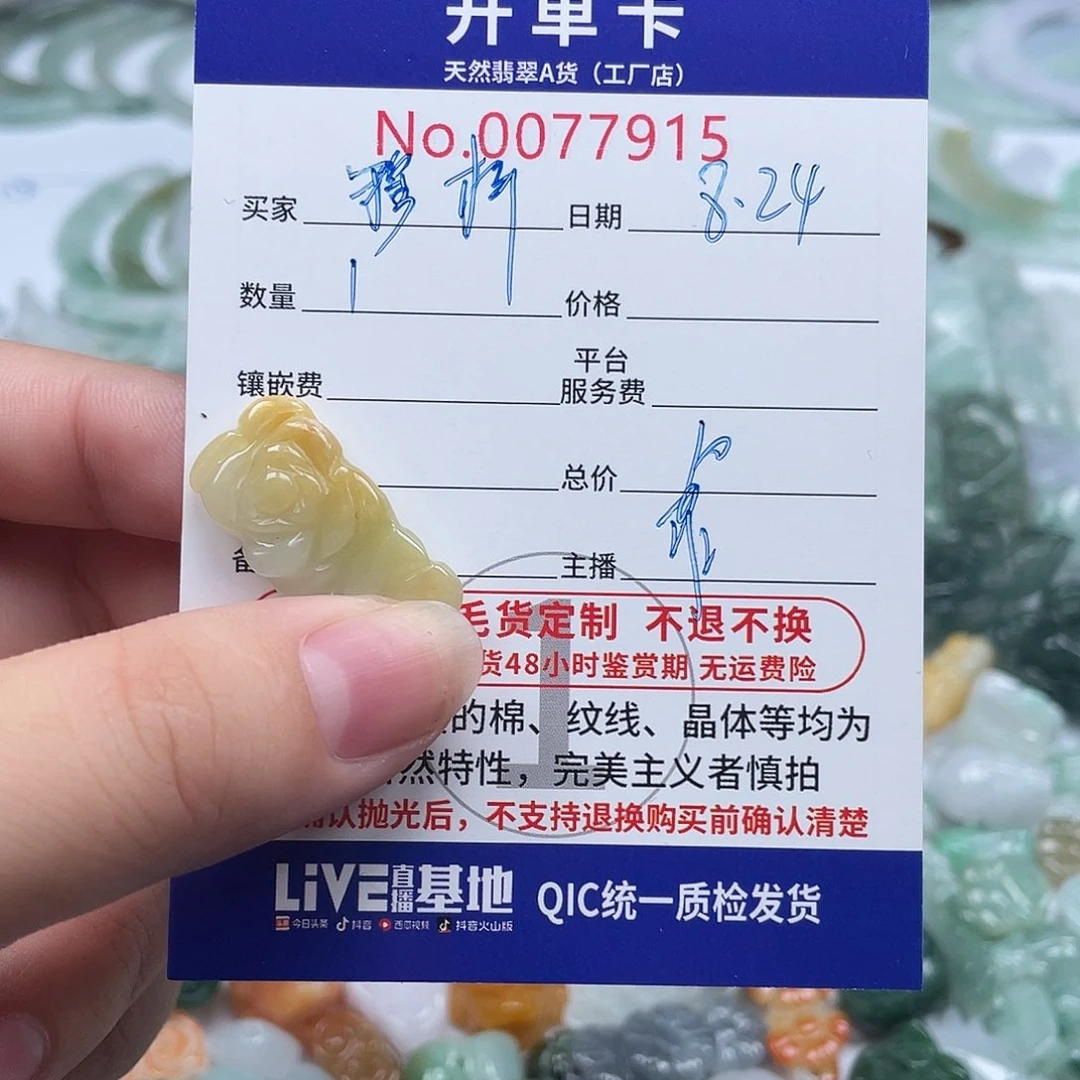 开单卡
天然翡翠A货（工厂店）
No.0077915
买家 日期 8.24
数量 1 价格
镶嵌费 平台服务费
总价
主播
毛货定制 不退不换
货48小时鉴赏期 无运费险
的棉、纹线、晶体等均为
然特性，完美主义者慎拍
确认抛光后，不支持退换购买前确认清楚
1
LiVE直播基地 QIC统一质检发货
今日头条 抖音 西瓜视频 抖音火山版